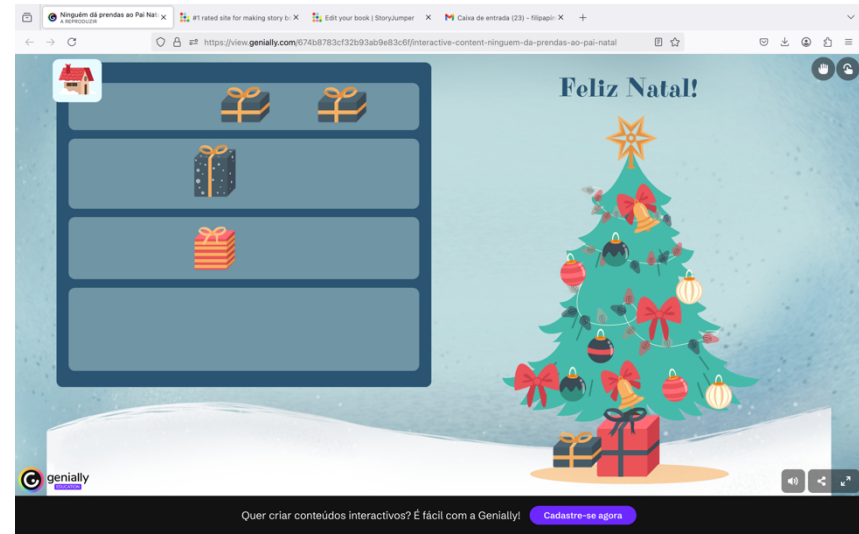 Ninguém dá prendas ao Pai Nat
A REPRODUZIR
#1 rated site for making story b
Edit your book | StoryJumper
Caixa de entrada (23) - filipapin
https://view.genially.com/674b8783cf32b93ab9e83c6f/interactive-content-ninguem-da-prendas-ao-pai-natal
Feliz Natal!
genially
EDUCATION
Quer criar conteúdos interactivos? É fácil com a Genially!
Cadastre-se agora